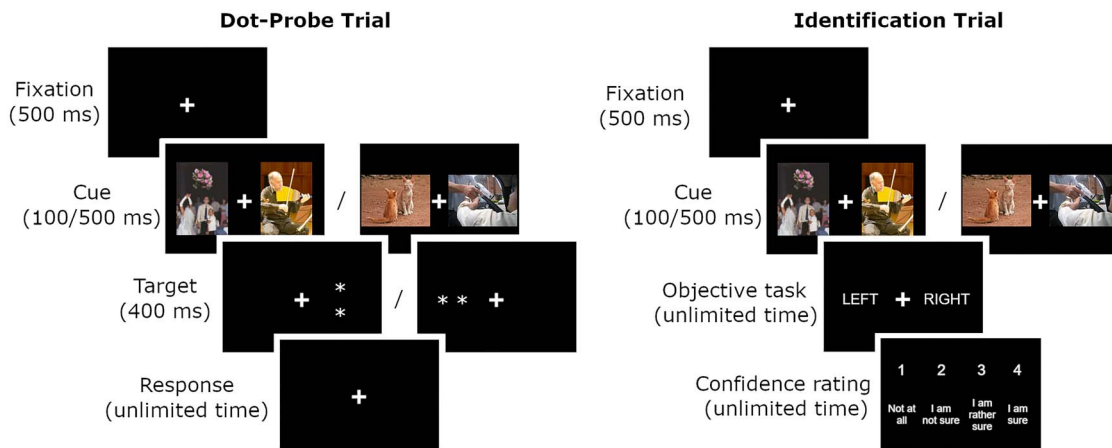 Dot-Probe Trial
Fixation
(500 ms)
+
Cue
(100/500 ms)
+ / +
Target
(400 ms)
+ * * / * * +
Response
(unlimited time)
+
Identification Trial
Fixation
(500 ms)
+
Cue
(100/500 ms)
+ / +
Objective task
(unlimited time)
LEFT + RIGHT
Confidence rating
(unlimited time)
1 2 3 4
Not at all
I am not sure
I am rather sure
I am sure